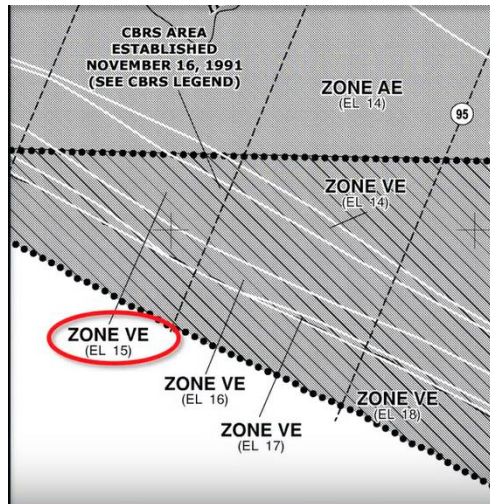 CBRS AREA
ESTABLISHED
NOVEMBER 16, 1991
(SEE CBRS LEGEND)
ZONE AE
(EL 14)
95
ZONE VE
(EL 14)
ZONE VE
(EL 15)
ZONE VE
(EL 16)
ZONE VE
(EL 18)
ZONE VE
(EL 17)